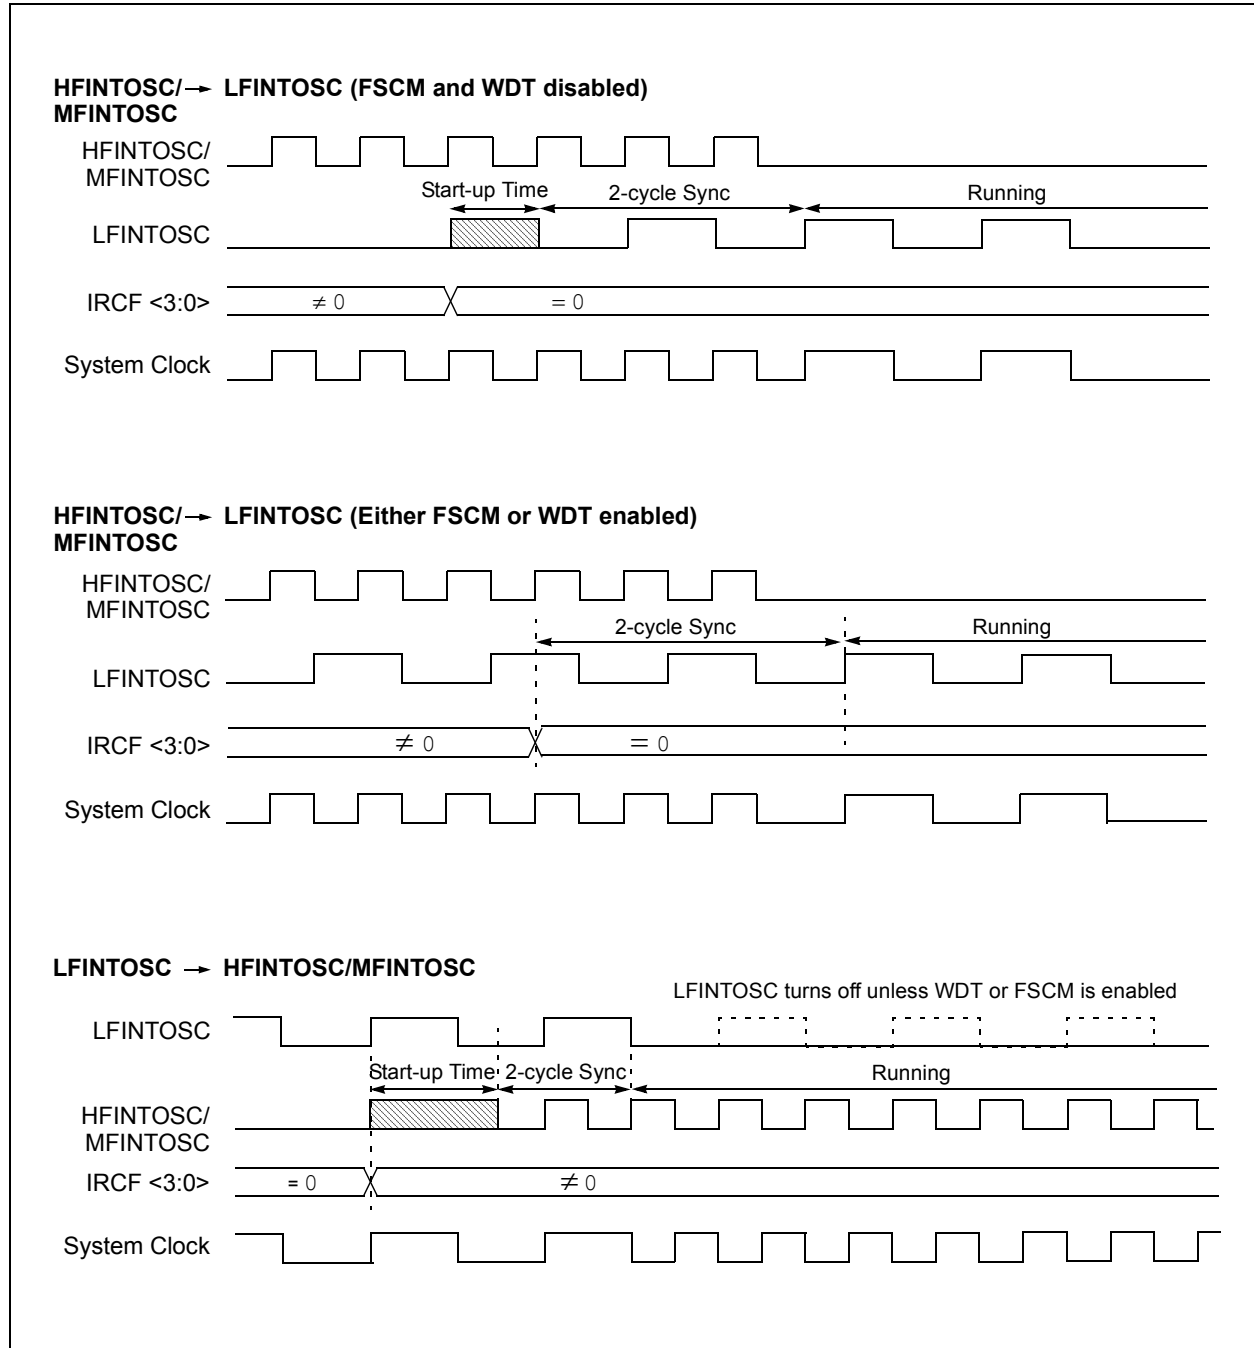 HFINTOSC/→ LFINTOSC (FSCM and WDT disabled)
MFINTOSC
HFINTOSC/
MFINTOSC
Start-up Time 2-cycle Sync Running
LFINTOSC
IRCF <3:0> ≠ 0 = 0
System Clock
HFINTOSC/→ LFINTOSC (Either FSCM or WDT enabled)
MFINTOSC
HFINTOSC/
MFINTOSC
2-cycle Sync Running
LFINTOSC
IRCF <3:0> ≠ 0 = 0
System Clock
LFINTOSC → HFINTOSC/MFINTOSC
LFINTOSC turns off unless WDT or FSCM is enabled
LFINTOSC
Start-up Time 2-cycle Sync Running
HFINTOSC/
MFINTOSC
IRCF <3:0> = 0 ≠ 0
System Clock